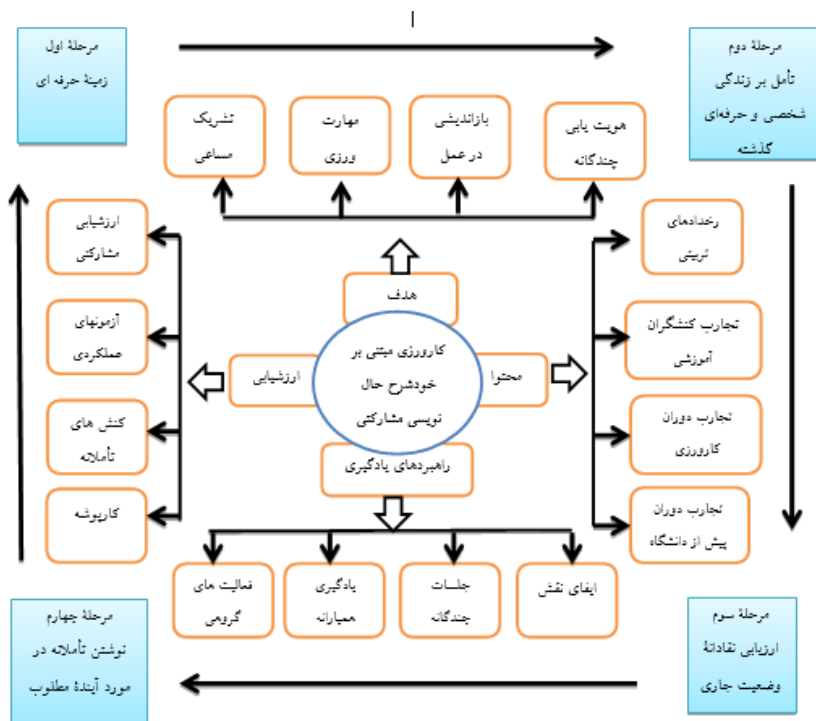 مرحلۀ اول
زمینۀ حرفه ای
مرحلۀ دوم
تأمل بر زندگی
شخصی و حرفه‌ای
گذشته
هویت یابی
چندگانه
بازاندیشی
در عمل
مهارت
ورزی
تشریک
مساعی
هدف
رخدادهای
تربیتی
تجارب کنشگران
آموزشی
تجارب دوران
کارورزی
تجارب دوران
پیش از دانشگاه
محتوا
کارورزی مبتنی بر
خودشرح حال
نویسی مشارکتی
ارزشیابی
ارزشیابی
مشارکتی
آزمونهای
عملکردی
کنش های
تأملانه
کارپوشه
راهبردهای یادگیری
ایفای نقش
جلسات
چندگانه
یادگیری
همیارانه
فعالیت های
گروهی
مرحلۀ سوم
ارزیابی نقادانۀ
وضعیت جاری
مرحلۀ چهارم
نوشتن تأملانه در
مورد آیندۀ مطلوب